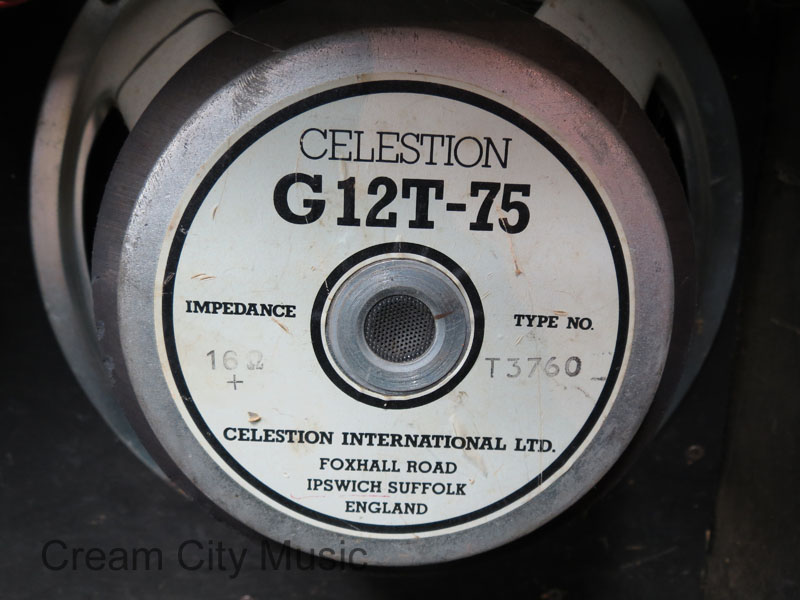 CELESTION
G12T-75
IMPEDANCE
TYPE NO.
16Ω
T3760
+
CELESTION INTERNATIONAL LTD.
FOXHALL ROAD
IPSWICH SUFFOLK
ENGLAND
Cream City Music